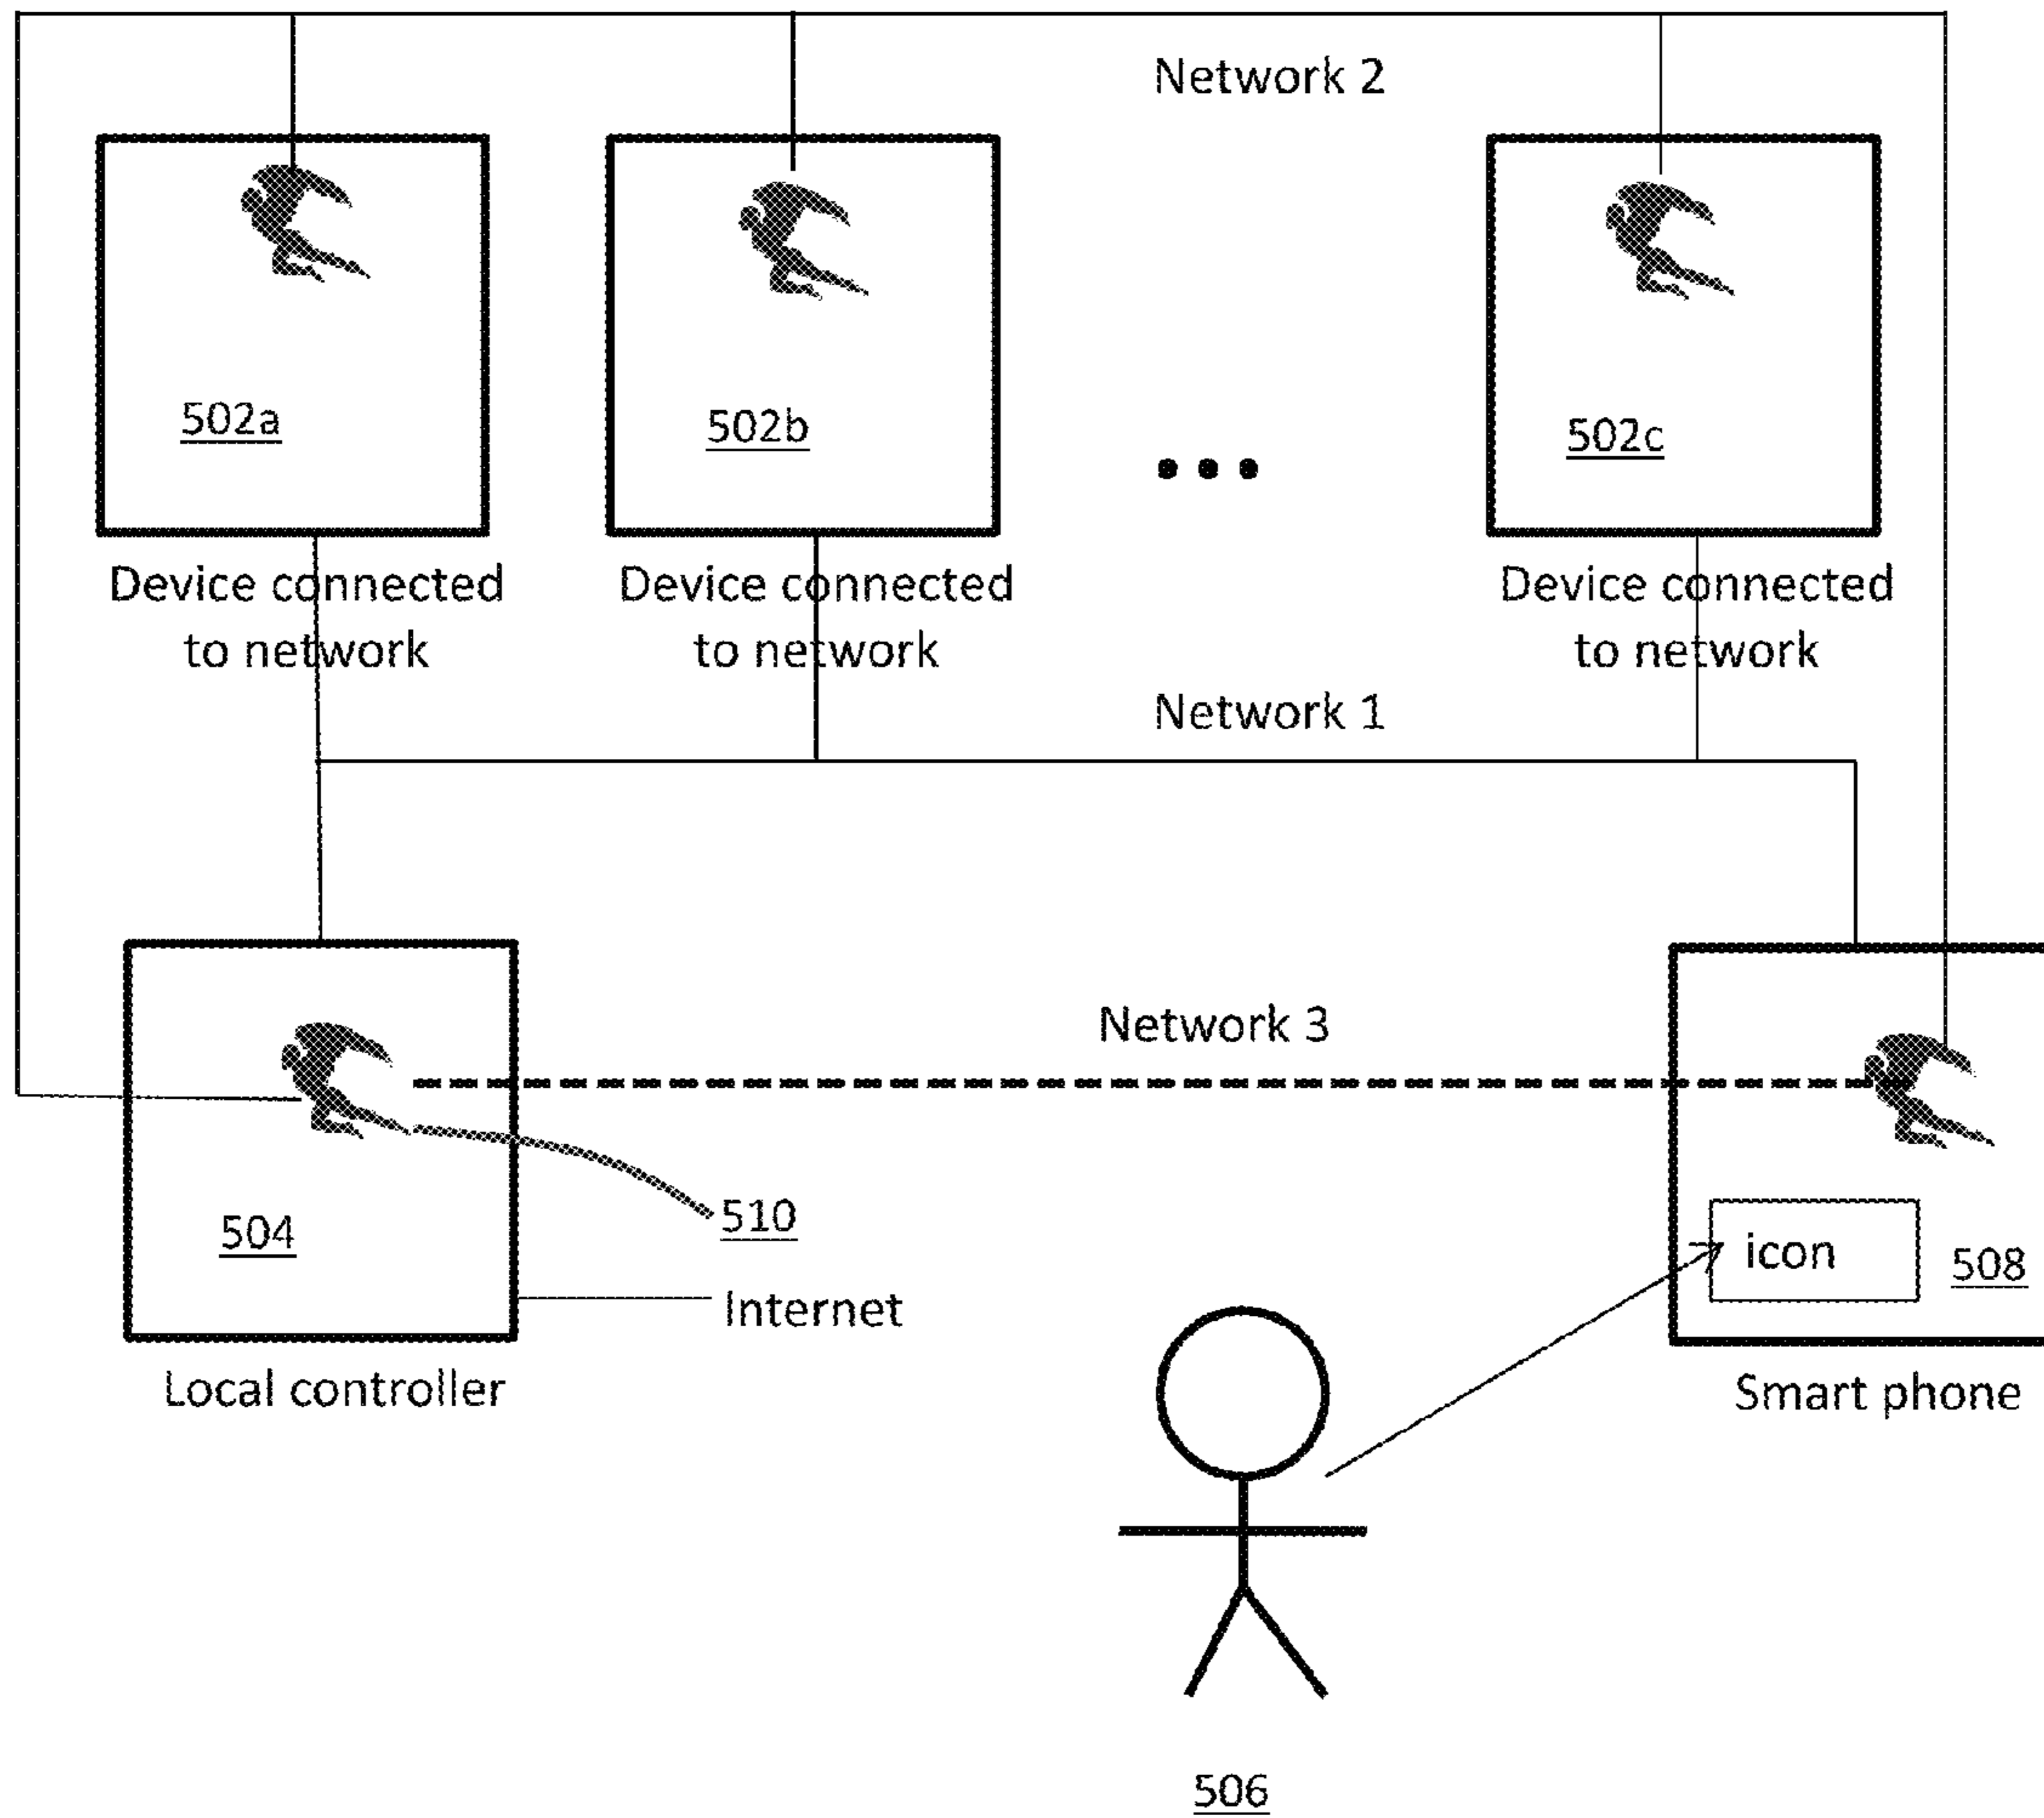 Network 2
502a
502b
502c
Device connected
to network
Device connected
to network
Device connected
to network
Network 1
Network 3
504
510
icon
508
Internet
Local controller
Smart phone
506